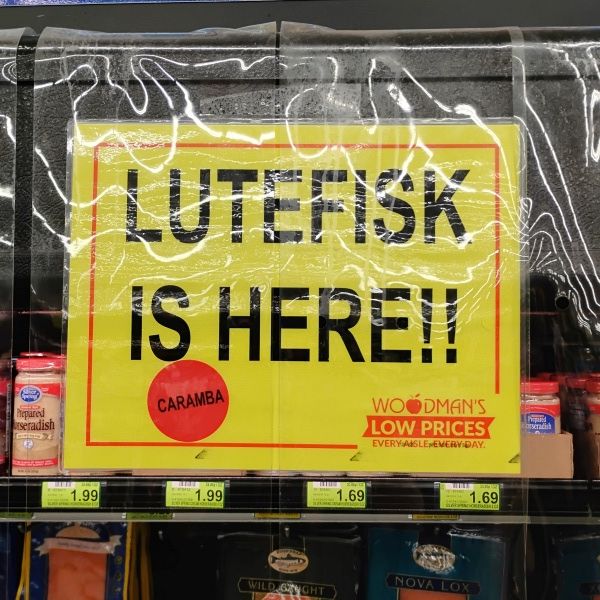 LUTEFISK
IS HERE!!
CARAMBA
WOODMAN'S
LOW PRICES
EVERY AISLE, EVERY DAY.
Prepared
horseradish
Prepared
horseradish
1.99
1.99
1.69
1.69
WILD CAUGHT
NOVA LOX